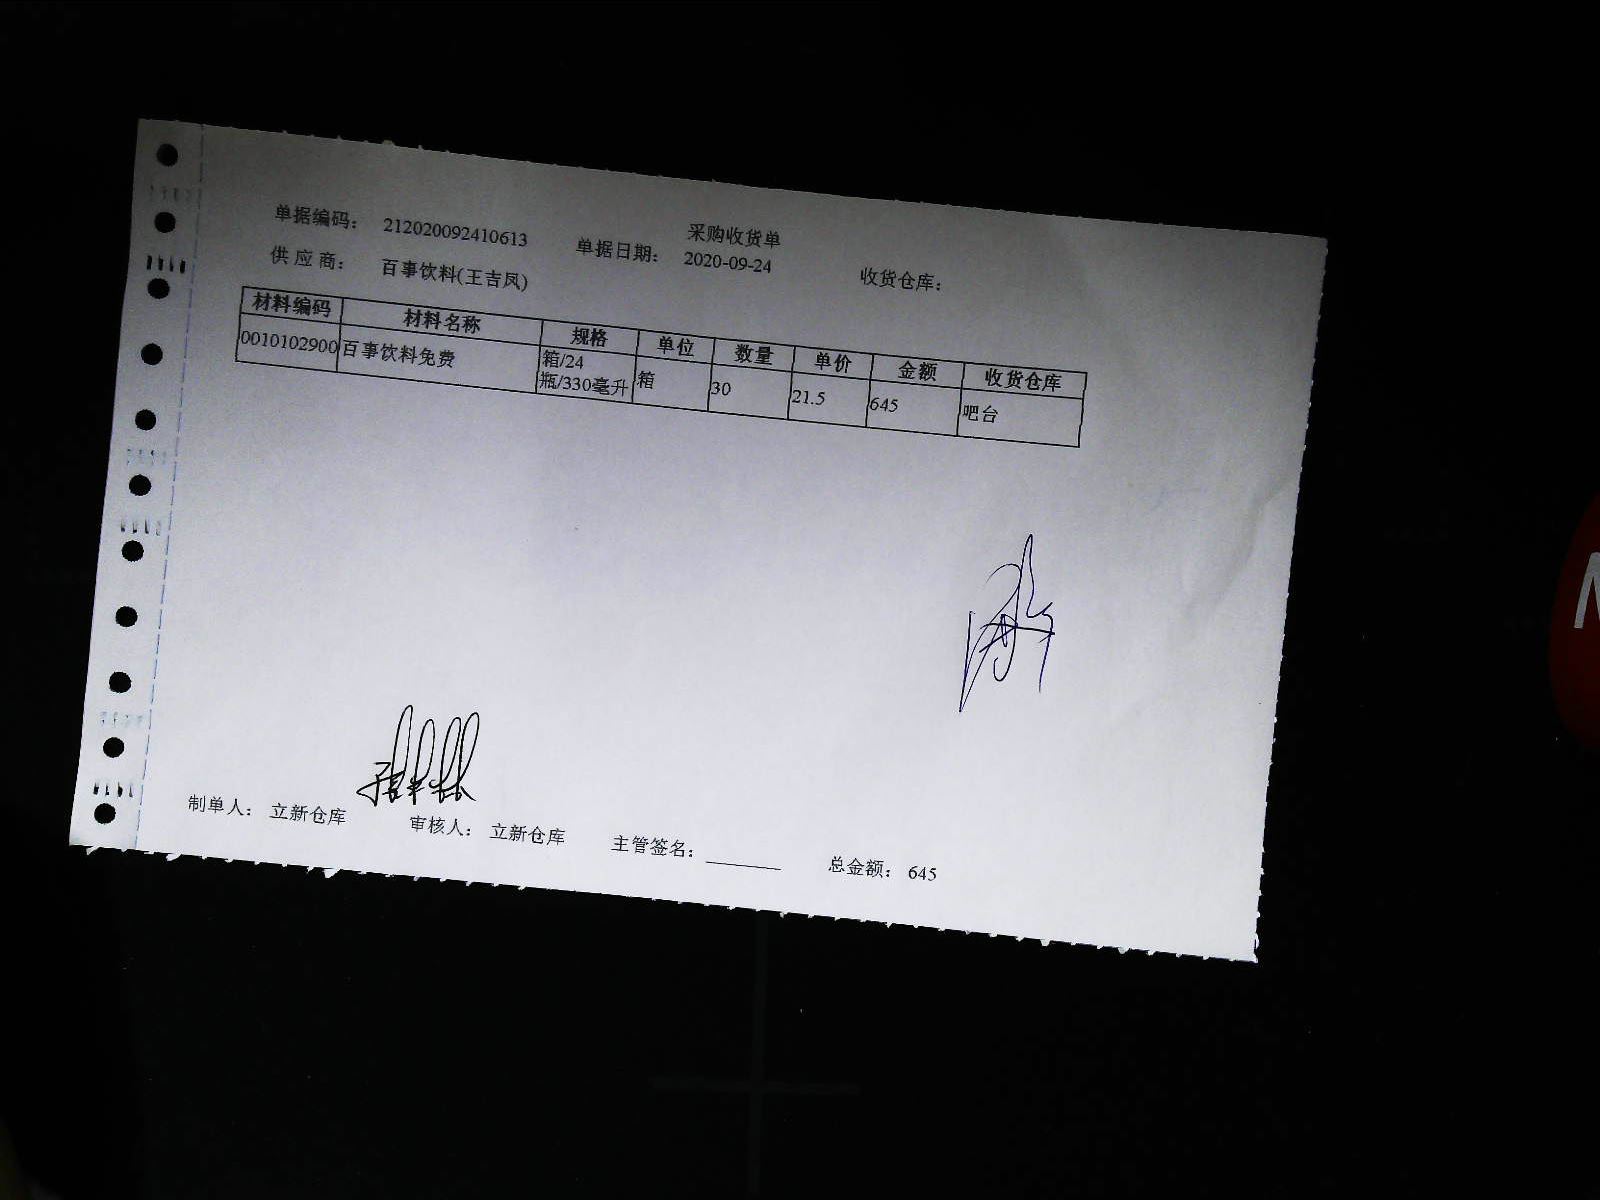 采购收货单
单据编码: 212020092410613 单据日期: 2020-09-24 收货仓库:
供应商: 百事饮料(王吉凤)
材料编码 材料名称 规格 单位 数量 单价 金额 收货仓库
0010102900 百事饮料免费 箱/24 箱 30 21.5 645 吧台
瓶/330毫升
制单人: 立新仓库 审核人: 立新仓库 主管签名: 总金额: 645